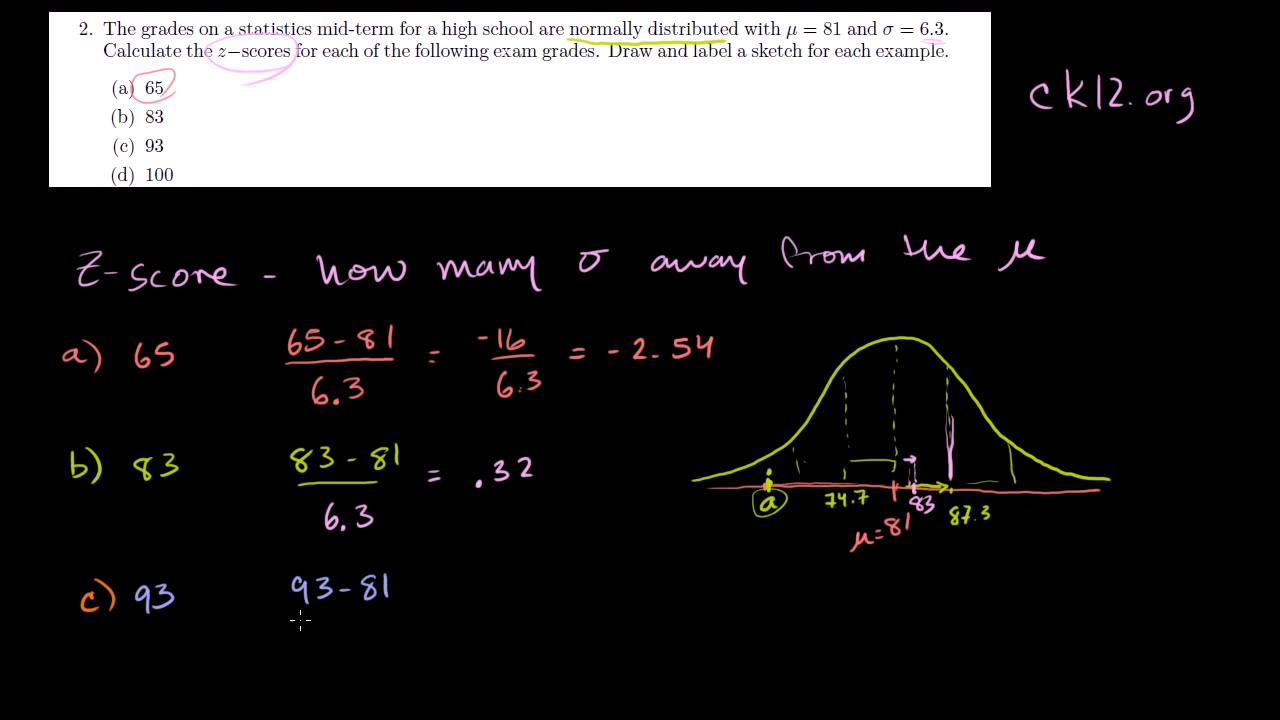 2. The grades on a statistics mid-term for a high school are normally distributed with μ = 81 and σ = 6.3.
Calculate the z−scores for each of the following exam grades. Draw and label a sketch for each example.
(a) 65
(b) 83
(c) 93
(d) 100
ck12.org
Z-score - how many σ away from the μ
a) 65 65 - 81 / 6.3 = -16 / 6.3 = -2.54
b) 83 83 - 81 / 6.3 = .32
a 74.7 83 87.3
μ=81
c) 93 93 - 81